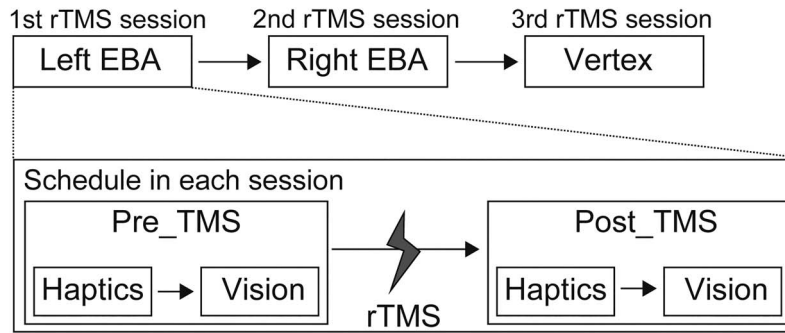 1st rTMS session 2nd rTMS session 3rd rTMS session
Left EBA Right EBA Vertex
Schedule in each session
Pre_TMS Post_TMS
Haptics Vision Haptics Vision
rTMS